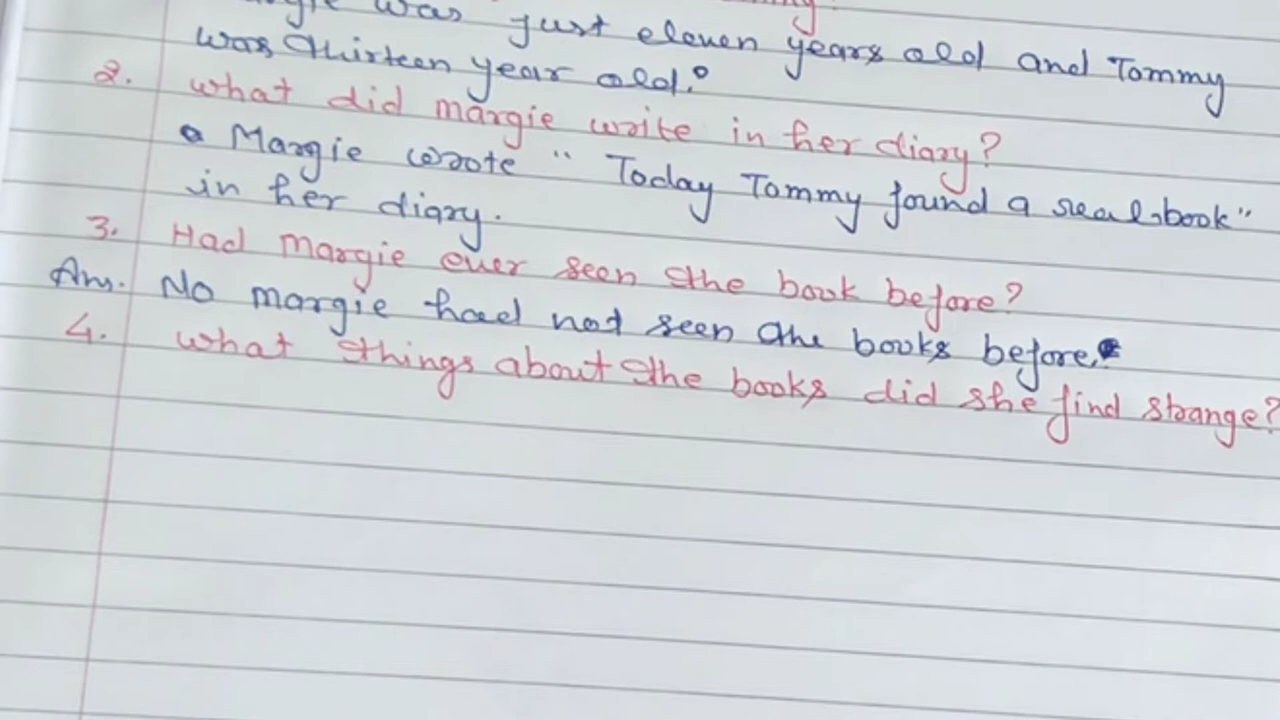 was just eleven years old and Tommy
was thirteen year old.
2. what did margie write in her diary?
Margie wrote " Today Tommy found a real book"
in her diary.
3. Had margie ever seen the book before?
Ans. No margie had not seen the books before.
4. what things about the books did she find strange?